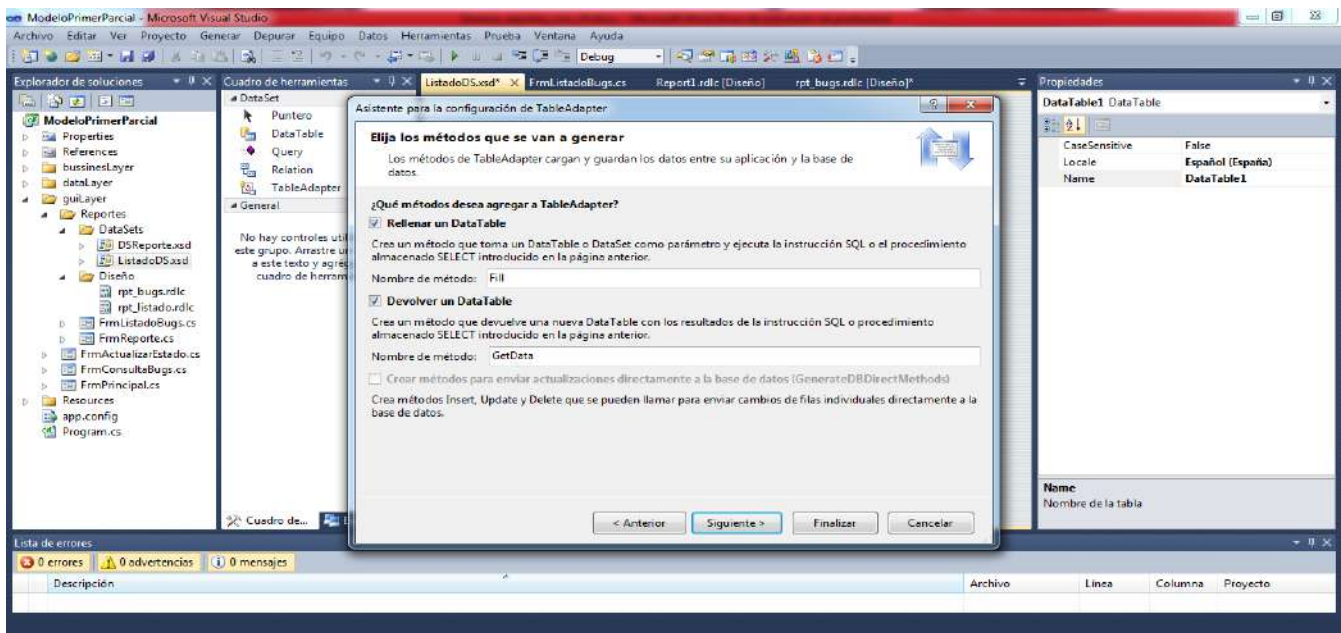 ModeloPrimerParcial - Microsoft Visual Studio
Archivo Editar Ver Proyecto Generar Depurar Equipo Datos Herramientas Prueba Ventana Ayuda
Debug
Explorador de soluciones
ModeloPrimerParcial
Properties
References
bussinesLayer
dataLayer
guiLayer
Reportes
DataSets
DSReporte.xsd
ListadoDS.xsd
Diseño
rpt_bugs.rdlc
rpt_listado.rdlc
FrmListadoBugs.cs
FrmReporte.cs
FrmActualizarEstado.cs
FrmConsultaBugs.cs
FrmPrincipal.cs
Resources
app.config
Program.cs
Cuadro de herramientas
DataSet
Puntero
DataTable
Query
Relation
TableAdapter
General
No hay controles
este grupo. Arrastre
a este texto y
cuadro de
Cuadro de...
ListadoDS.xsd* X FrmListadoBugs.cs Report1.rdlc [Diseño] rpt_bugs.rdlc [Diseño]*
Asistente para la configuración de TableAdapter
Elija los métodos que se van a generar
Los métodos de TableAdapter cargan y guardan los datos entre su aplicación y la base de
datos.
¿Qué métodos desea agregar a TableAdapter?
Rellenar un DataTable
Crea un método que toma un DataTable o DataSet como parámetro y ejecuta la instrucción SQL o el procedimiento
almacenado SELECT introducido en la página anterior.
Nombre de método: Fill
Devolver un DataTable
Crea un método que devuelve una nueva DataTable con los resultados de la instrucción SQL o procedimiento
almacenado SELECT introducido en la página anterior.
Nombre de método: GetData
Crear métodos para enviar actualizaciones directamente a la base de datos (GenerateDBDirectMethods)
Crea métodos Insert, Update y Delete que se pueden llamar para enviar cambios de filas individuales directamente a la
base de datos.
< Anterior Siguiente > Finalizar Cancelar
Propiedades
DataTable1 DataTable
CaseSensitive False
Locale Español (España)
Name DataTable1
Name
Nombre de la tabla
Lista de errores
0 errores 0 advertencias 0 mensajes
Descripción Archivo Línea Columna Proyecto